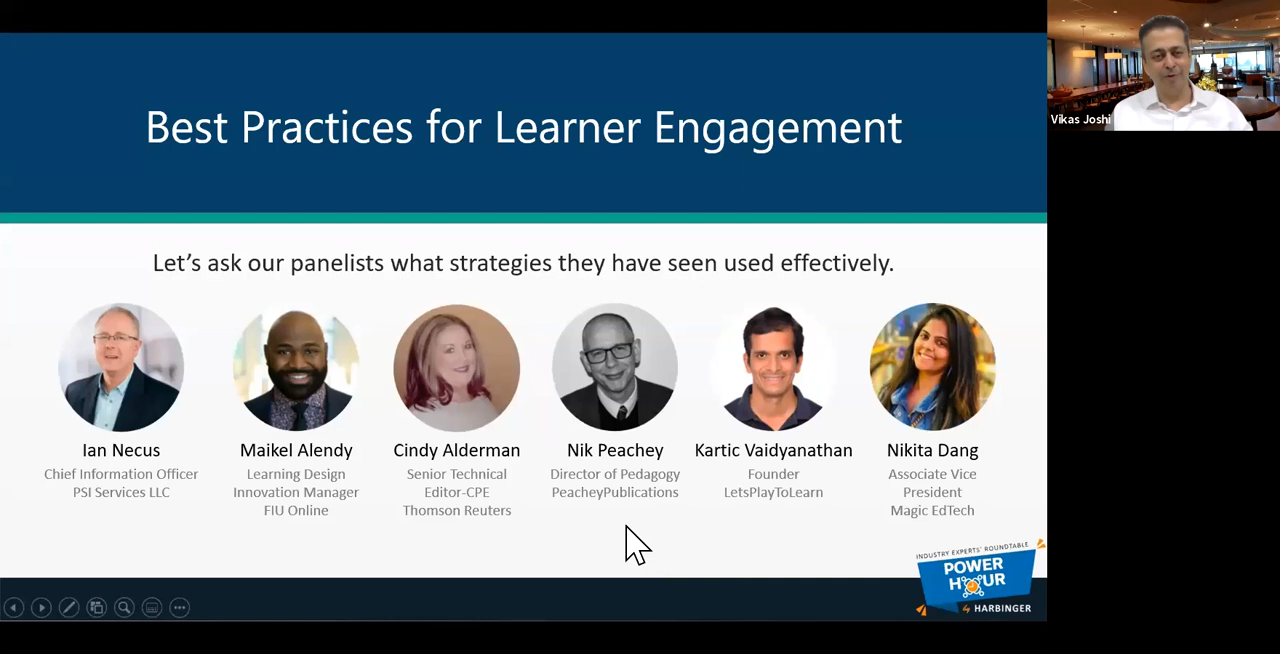 Best Practices for Learner Engagement
Vikas Joshi
Let's ask our panelists what strategies they have seen used effectively.
Ian Necus
Chief Information Officer
PSI Services LLC
Maikel Alendy
Learning Design
Innovation Manager
FIU Online
Cindy Alderman
Senior Technical
Editor-CPE
Thomson Reuters
Nik Peachey
Director of Pedagogy
PeacheyPublications
Kartic Vaidyanathan
Founder
LetsPlayToLearn
Nikita Dang
Associate Vice
President
Magic EdTech
INDUSTRY EXPERTS' ROUNDTABLE
POWER
HOUR
by HARBINGER